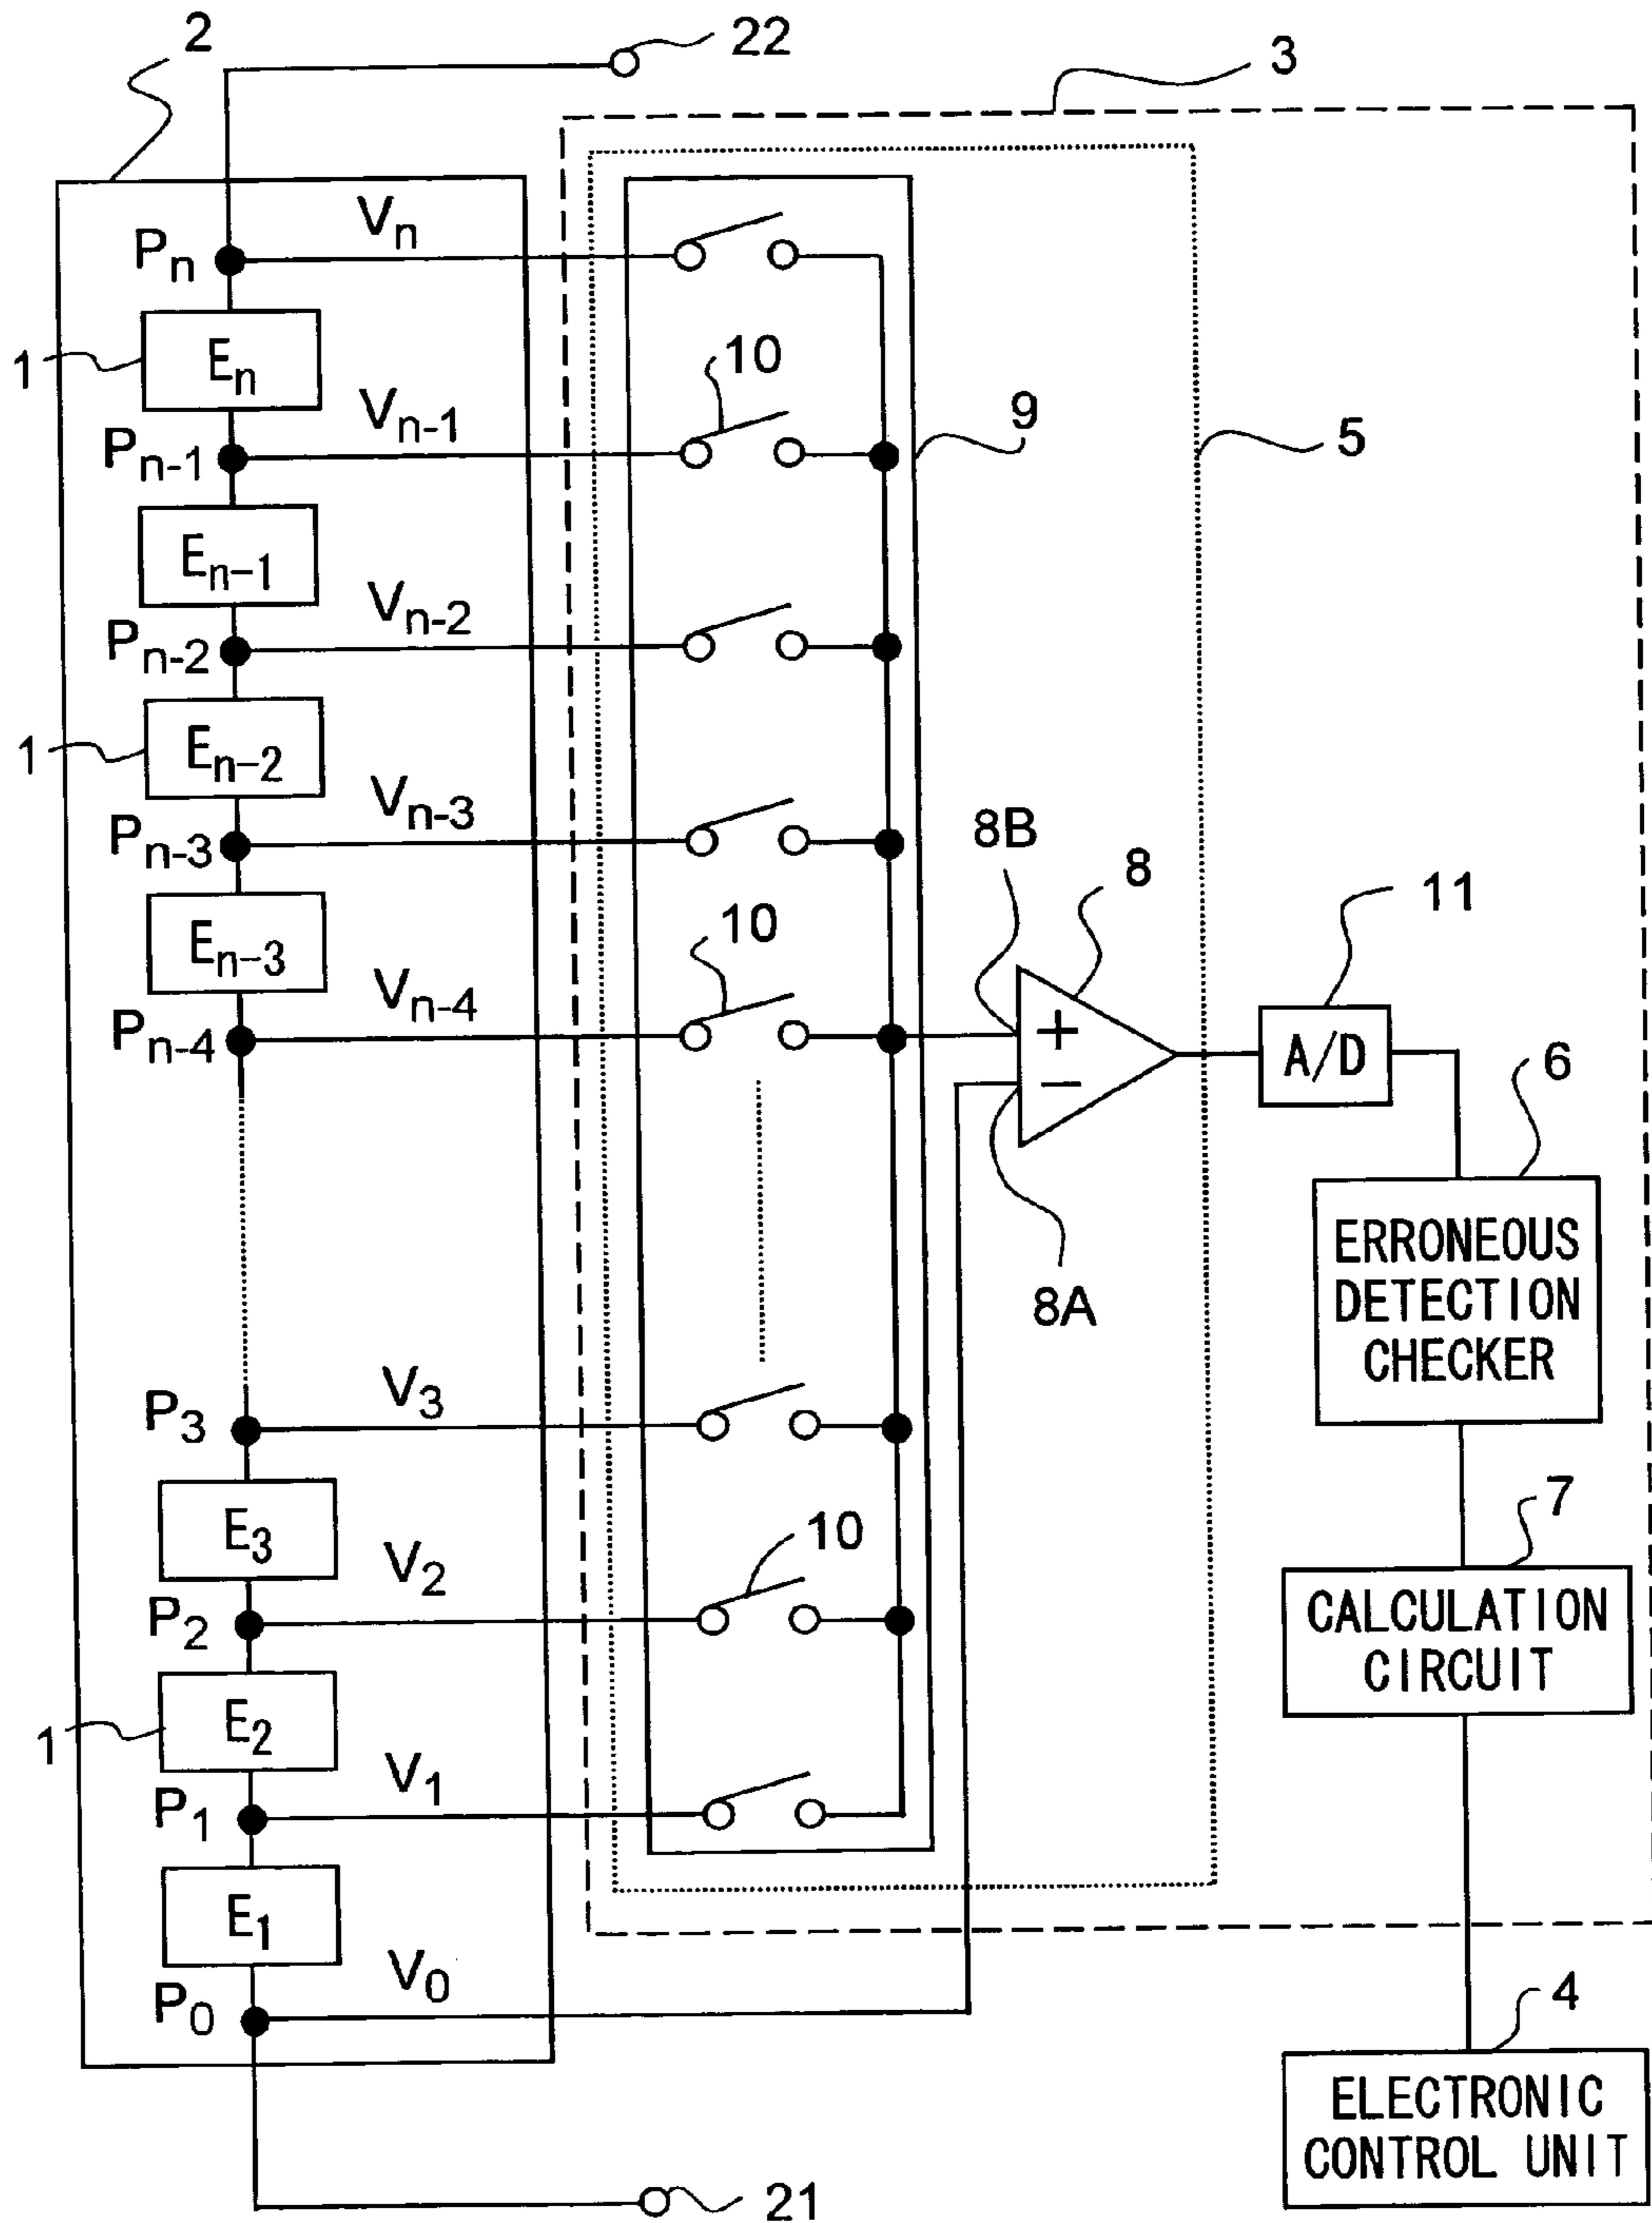 2
22
3
Vn
Pn
1
En
10
Vn-1
9
5
Pn-1
En-1
Vn-2
Pn-2
1
En-2
Vn-3
8B
8
Pn-3
11
En-3
10
Vn-4
+
Pn-4
A/D
−
6
8A
ERRONEOUS
DETECTION
CHECKER
V3
P3
7
E3
10
V2
P2
CALCULATION
CIRCUIT
1
E2
V1
P1
E1
V0
P0
4
ELECTRONIC
CONTROL UNIT
21